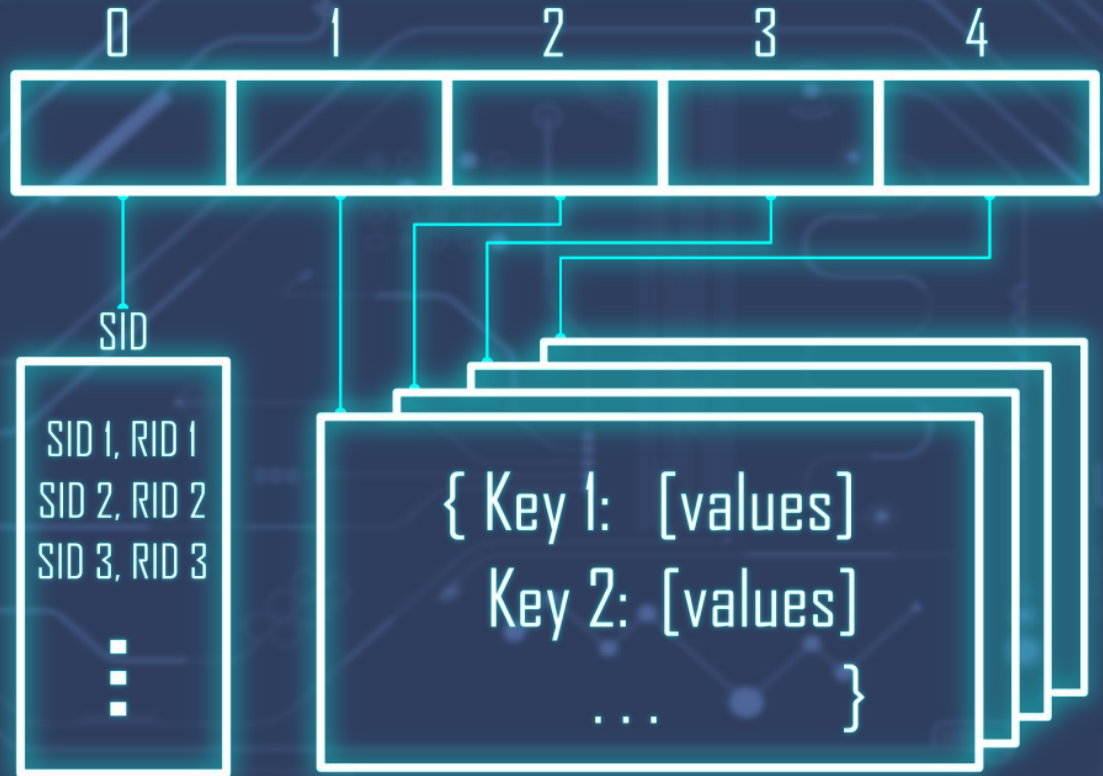 0 1 2 3 4
SID
SID 1, RID 1
SID 2, RID 2
SID 3, RID 3
{ Key 1: [values]
Key 2: [values]
... }